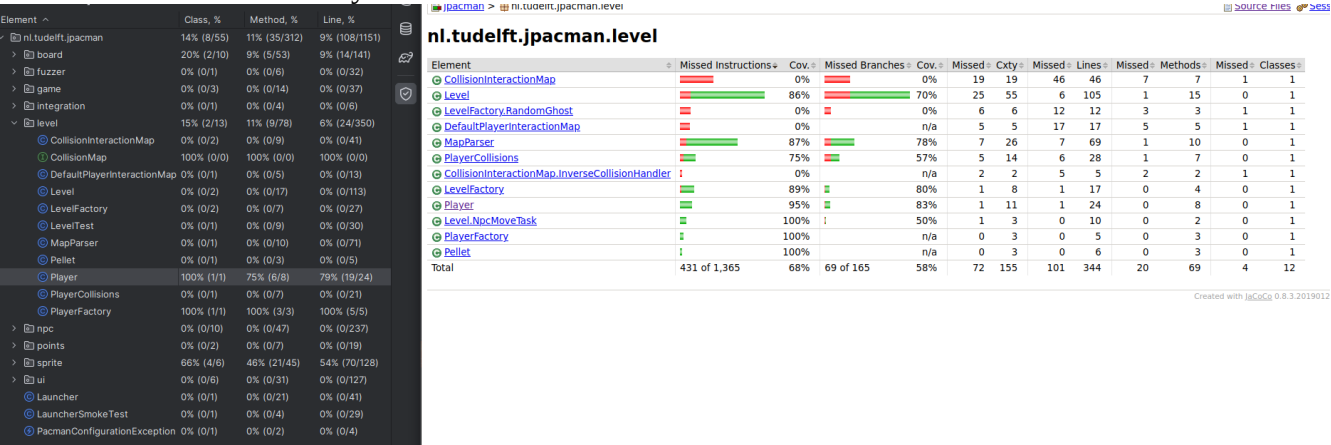 Element Class, % Method, % Line, %
nl.tudelft.jpacman 14% (8/55) 11% (35/312) 9% (108/1151)
board 20% (2/10) 9% (5/53) 9% (14/141)
fuzzer 0% (0/1) 0% (0/6) 0% (0/32)
game 0% (0/3) 0% (0/14) 0% (0/37)
integration 0% (0/1) 0% (0/4) 0% (0/6)
level 15% (2/13) 11% (9/78) 6% (24/350)
CollisionInteractionMap 0% (0/2) 0% (0/9) 0% (0/41)
CollisionMap 100% (0/0) 100% (0/0) 100% (0/0)
DefaultPlayerInteractionMap 0% (0/1) 0% (0/5) 0% (0/13)
Level 0% (0/2) 0% (0/17) 0% (0/113)
LevelFactory 0% (0/2) 0% (0/7) 0% (0/27)
LevelTest 0% (0/1) 0% (0/9) 0% (0/30)
MapParser 0% (0/1) 0% (0/10) 0% (0/71)
Pellet 0% (0/1) 0% (0/3) 0% (0/5)
Player 100% (1/1) 75% (6/8) 79% (19/24)
PlayerCollisions 0% (0/1) 0% (0/7) 0% (0/21)
PlayerFactory 100% (1/1) 100% (3/3) 100% (5/5)
npc 0% (0/10) 0% (0/47) 0% (0/237)
points 0% (0/2) 0% (0/7) 0% (0/19)
sprite 66% (4/6) 46% (21/45) 54% (70/128)
ui 0% (0/6) 0% (0/31) 0% (0/127)
Launcher 0% (0/1) 0% (0/21) 0% (0/41)
LauncherSmokeTest 0% (0/1) 0% (0/4) 0% (0/29)
PacmanConfigurationException 0% (0/1) 0% (0/2) 0% (0/4)
jpacman > nl.tudelft.jpacman.level Source Files Sess
nl.tudelft.jpacman.level
Element Missed Instructions Cov. Missed Branches Cov. Missed Cxty Missed Lines Missed Methods Missed Classes
CollisionInteractionMap 0% 0% 19 19 46 46 7 7 1 1
Level 86% 70% 25 55 6 105 1 15 0 1
LevelFactory.RandomGhost 0% 0% 6 6 12 12 3 3 1 1
DefaultPlayerInteractionMap 0% n/a 5 5 17 17 5 5 1 1
MapParser 87% 78% 7 26 7 69 1 10 0 1
PlayerCollisions 75% 57% 5 14 6 28 1 7 0 1
CollisionInteractionMap.InverseCollisionHandler 0% n/a 2 2 5 5 2 2 1 1
LevelFactory 89% 80% 1 8 1 17 0 4 0 1
Player 95% 83% 1 11 1 24 0 8 0 1
Level.NpcMoveTask 100% 50% 1 3 0 10 0 2 0 1
PlayerFactory 100% n/a 0 3 0 5 0 3 0 1
Pellet 100% n/a 0 3 0 6 0 3 0 1
Total 431 of 1,365 68% 69 of 165 58% 72 155 101 344 20 69 4 12
Created with JaCoCo 0.8.3.2019012